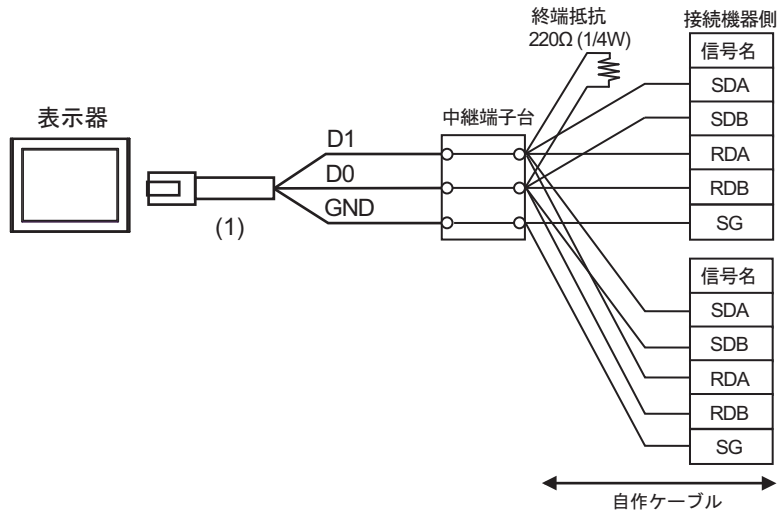 終端抵抗
220Ω (1/4W)
接続機器側
信号名
SDA
SDB
RDA
RDB
SG
表示器
中継端子台
D1
D0
GND
(1)
信号名
SDA
SDB
RDA
RDB
SG
自作ケーブル